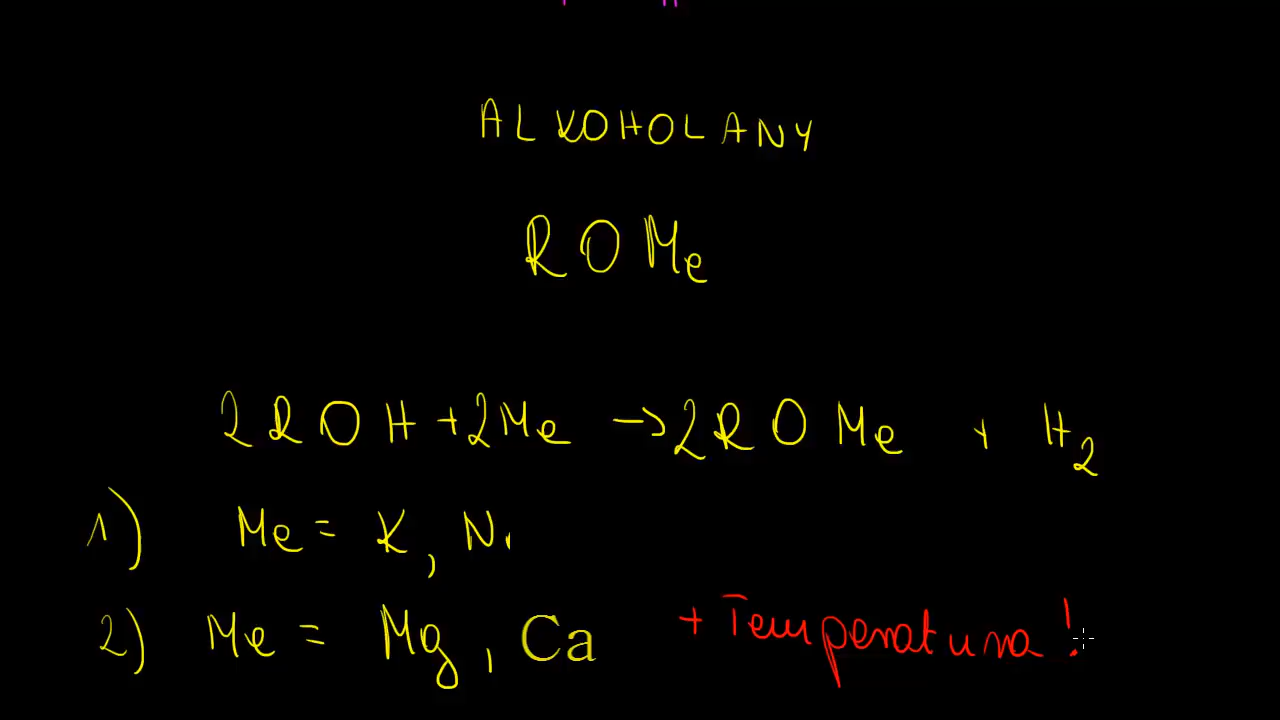 ALKOHOLANY
ROMe
2ROH+2Me → 2ROMe + H2
1) Me = K, N
2) Me = Mg, Ca + Temperatura!